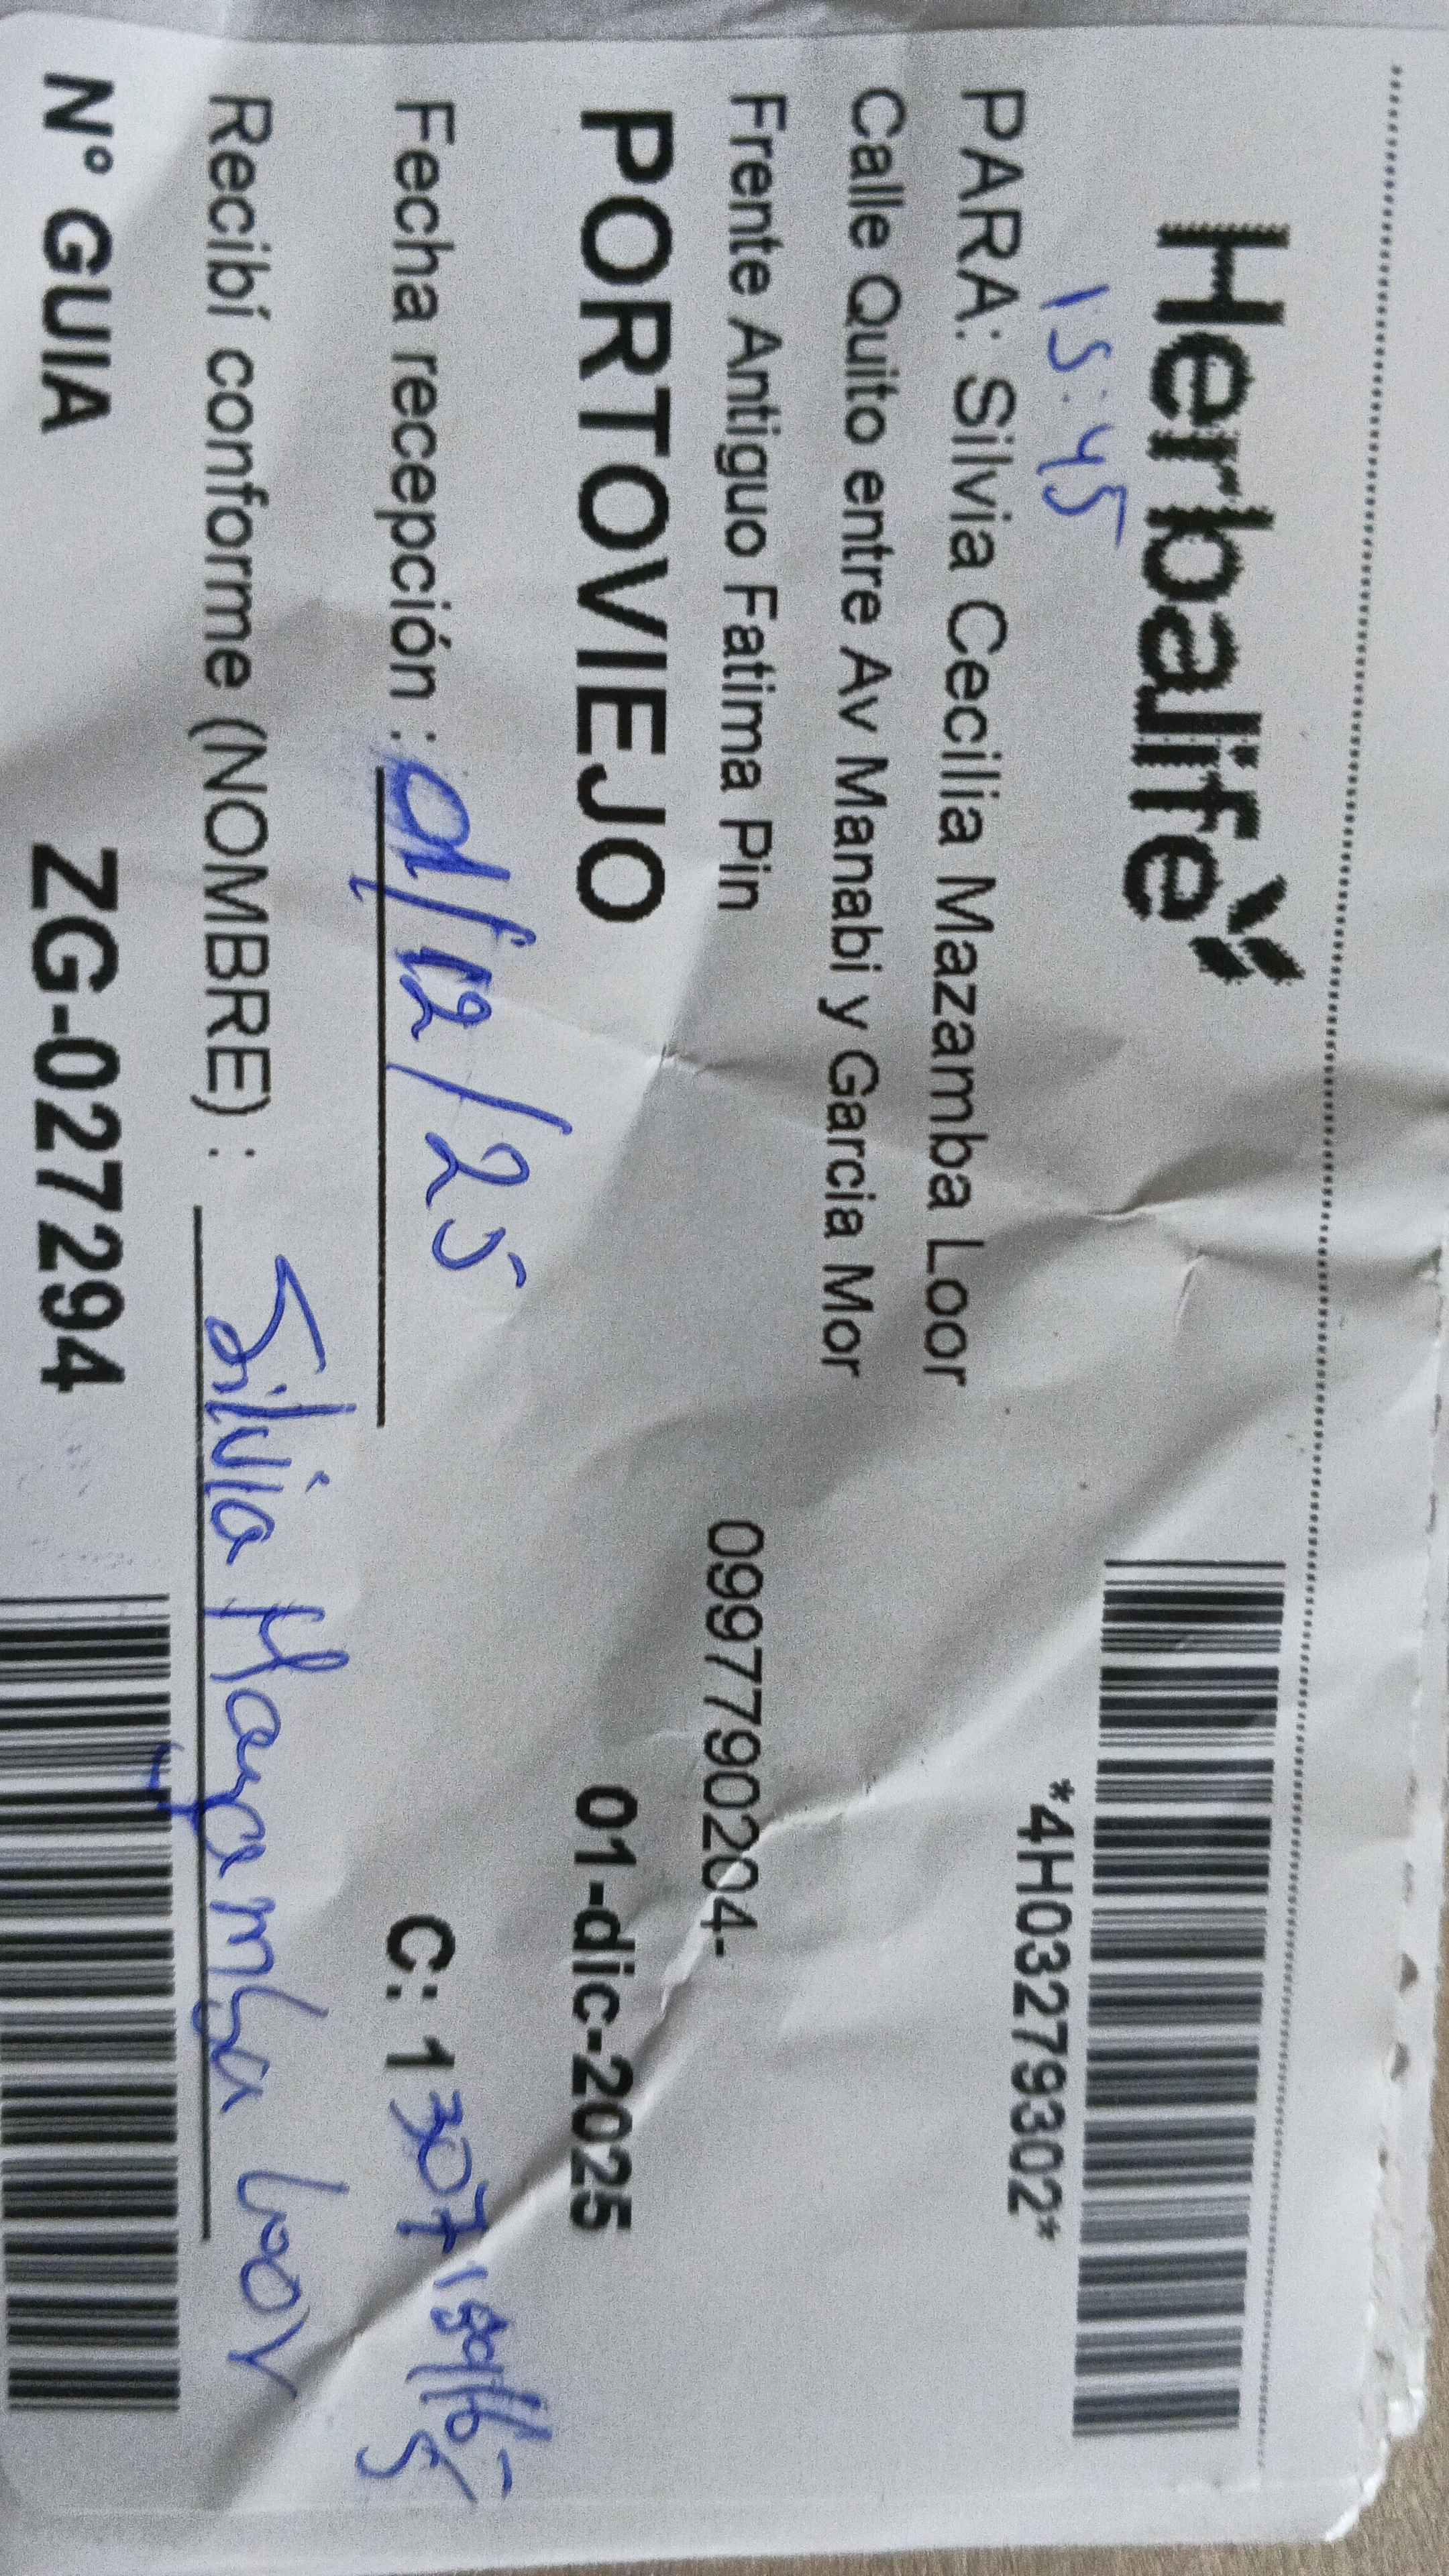 Herbalife
15:45
*4H03279302*
PARA: Silvia Cecilia Mazamba Loor
Calle Quito entre Av Manabi y Garcia Mor
Frente Antiguo Fatima Pin
0997790204-
PORTOVIEJO
01-dic-2025
Fecha recepción : 01/12/25
C: 1307
Recibí conforme (NOMBRE) : Silvia Mazamba Loor
N° GUIA ZG-027294